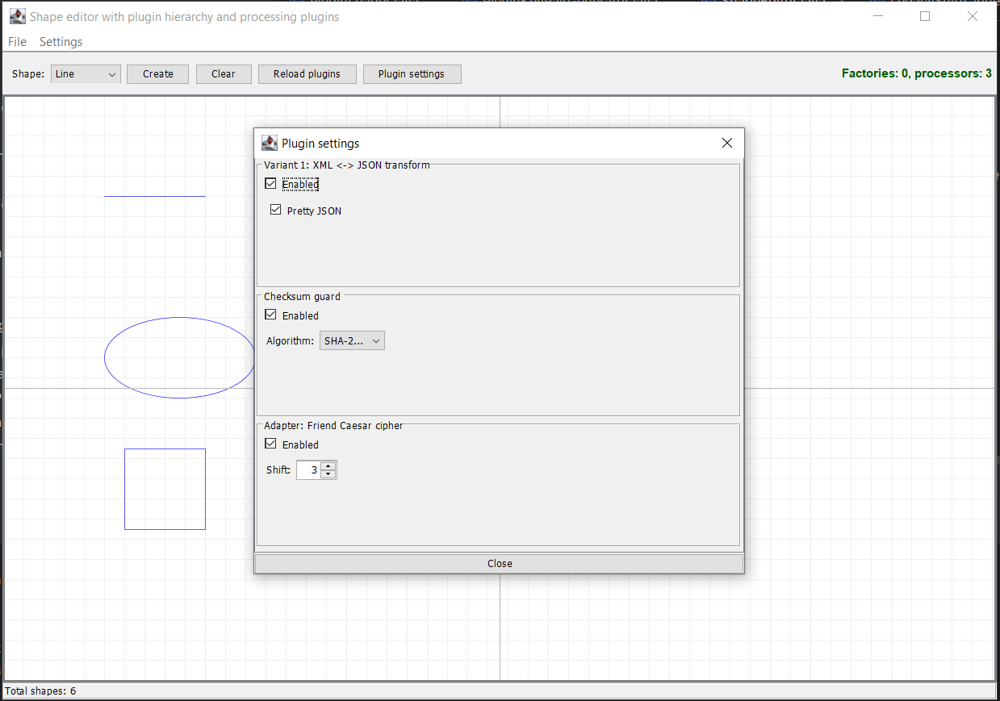 Shape editor with plugin hierarchy and processing plugins
File Settings
Shape: Line Create Clear Reload plugins Plugin settings Factories: 0, processors: 3
Plugin settings
Variant 1: XML <-> JSON transform
Enabled
Pretty JSON
Checksum guard
Enabled
Algorithm: SHA-2...
Adapter: Friend Caesar cipher
Enabled
Shift: 3
Close
Total shapes: 6